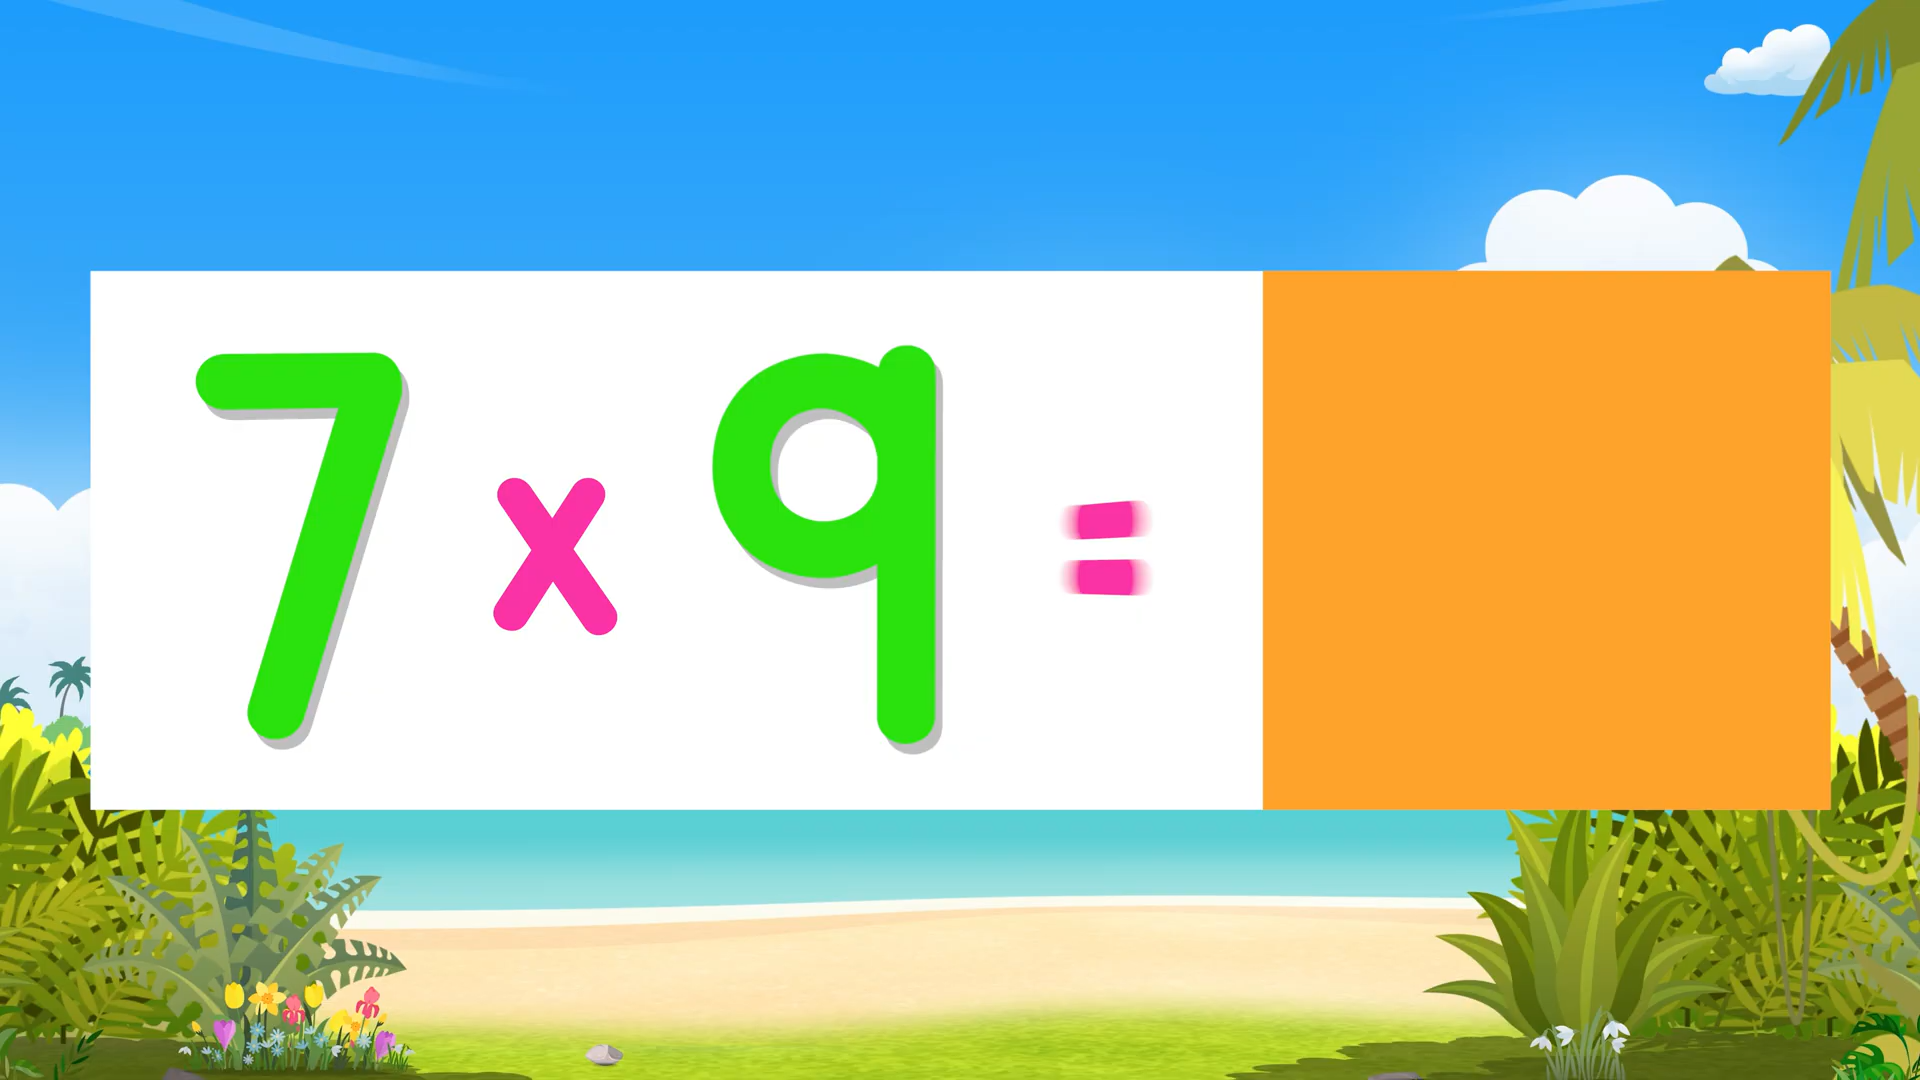 7 x 9 =